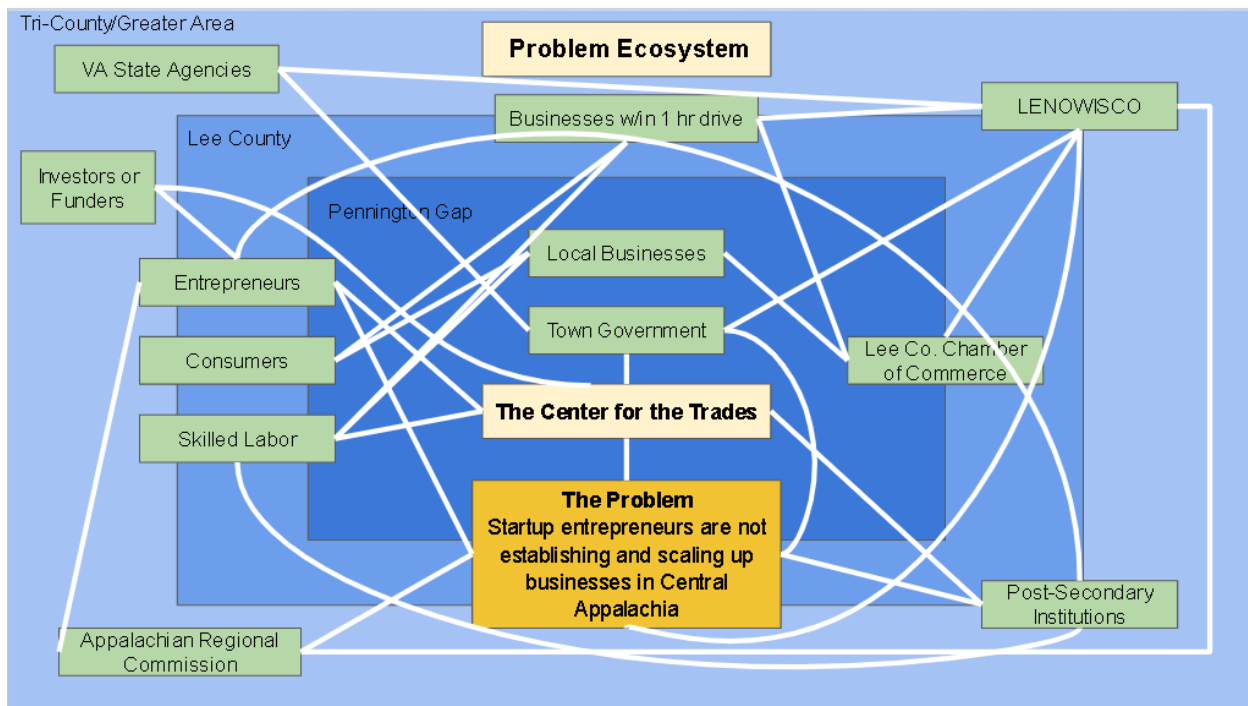 Tri-County/Greater Area
Problem Ecosystem
VA State Agencies
Businesses w/in 1 hr drive
LENOWISCO
Lee County
Investors or
Funders
Pennington Gap
Local Businesses
Entrepreneurs
Town Government
Consumers
Lee Co. Chamber
of Commerce
The Center for the Trades
Skilled Labor
The Problem
Startup entrepreneurs are not
establishing and scaling up
businesses in Central
Appalachia
Post-Secondary
Institutions
Appalachian Regional
Commission